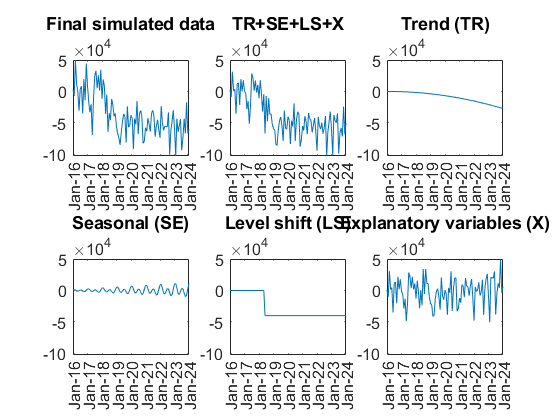 Final simulated data
TR+SE+LS+X
Trend (TR)
×10^4
×10^4
×10^4
5
0
-5
-10
5
0
-5
-10
5
0
-5
-10
Jan-16
Jan-17
Jan-18
Jan-19
Jan-20
Jan-21
Jan-22
Jan-23
Jan-24
Jan-16
Jan-17
Jan-18
Jan-19
Jan-20
Jan-21
Jan-22
Jan-23
Jan-24
Jan-16
Jan-17
Jan-18
Jan-19
Jan-20
Jan-21
Jan-22
Jan-23
Jan-24
Seasonal (SE)
Level shift (LS)
Explanatory variables (X)
×10^4
×10^4
×10^4
5
0
-5
-10
5
0
-5
-10
5
0
-5
-10
Jan-16
Jan-17
Jan-18
Jan-19
Jan-20
Jan-21
Jan-22
Jan-23
Jan-24
Jan-16
Jan-17
Jan-18
Jan-19
Jan-20
Jan-21
Jan-22
Jan-23
Jan-24
Jan-16
Jan-17
Jan-18
Jan-19
Jan-20
Jan-21
Jan-22
Jan-23
Jan-24